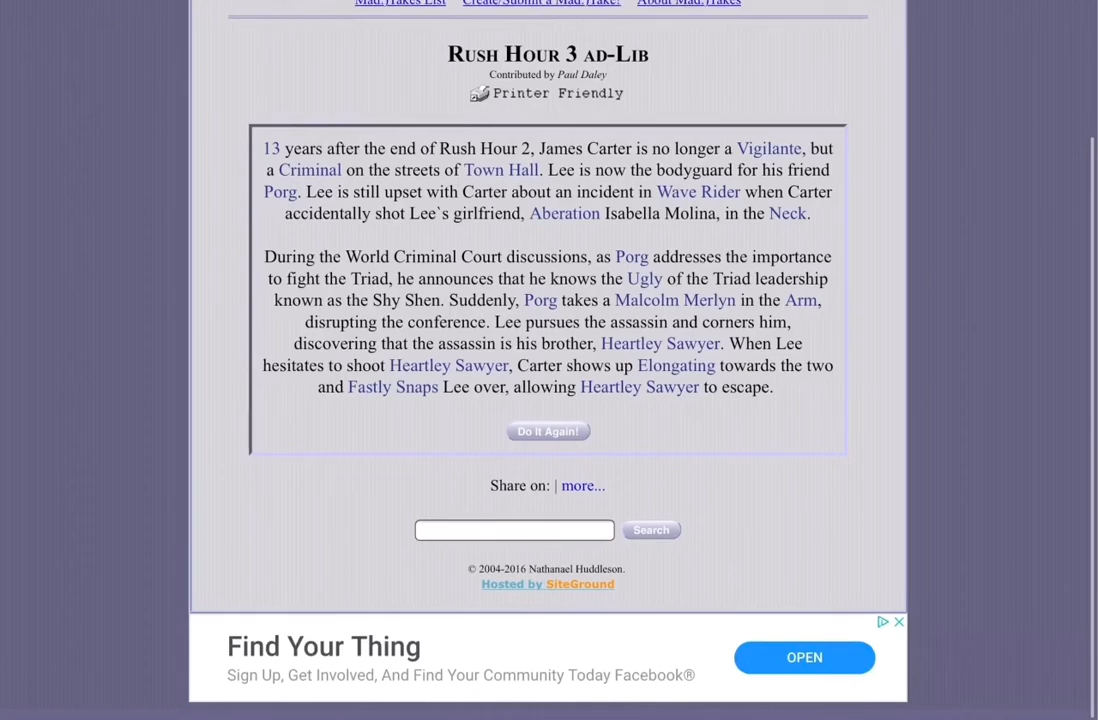 Mad:)Takes List Create/Submit a Mad:)Take! About Mad:)Takes
Rush Hour 3 ad-Lib
Contributed by Paul Daley
Printer Friendly
13 years after the end of Rush Hour 2, James Carter is no longer a Vigilante, but
a Criminal on the streets of Town Hall. Lee is now the bodyguard for his friend
Porg. Lee is still upset with Carter about an incident in Wave Rider when Carter
accidentally shot Lee`s girlfriend, Aberation Isabella Molina, in the Neck.
During the World Criminal Court discussions, as Porg addresses the importance
to fight the Triad, he announces that he knows the Ugly of the Triad leadership
known as the Shy Shen. Suddenly, Porg takes a Malcolm Merlyn in the Arm,
disrupting the conference. Lee pursues the assassin and corners him,
discovering that the assassin is his brother, Heartley Sawyer. When Lee
hesitates to shoot Heartley Sawyer, Carter shows up Elongating towards the two
and Fastly Snaps Lee over, allowing Heartley Sawyer to escape.
Do It Again!
Share on: | more...
Search
© 2004-2016 Nathanael Huddleson.
Hosted by SiteGround
Find Your Thing
Sign Up, Get Involved, And Find Your Community Today Facebook®
OPEN